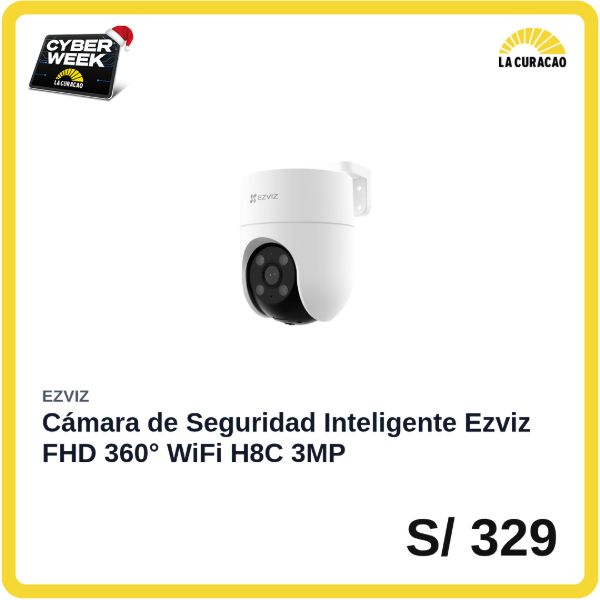 CYBER
WEEK
LA CURACAO
LA CURACAO
EZVIZ
EZVIZ
Cámara de Seguridad Inteligente Ezviz
FHD 360° WiFi H8C 3MP
S/ 329